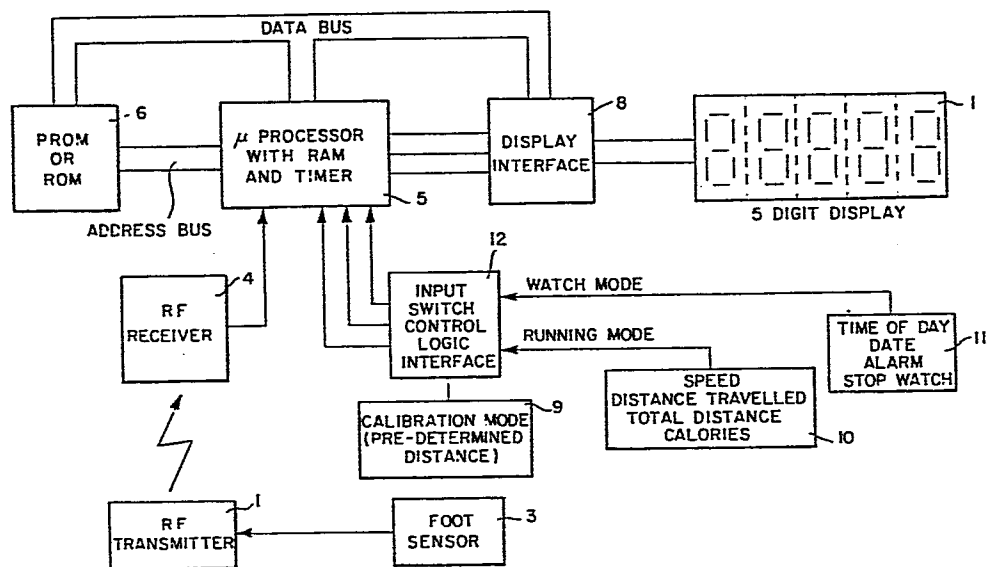 DATA BUS
6
PROM
OR
ROM
μ PROCESSOR
WITH RAM
AND TIMER
5
8
DISPLAY
INTERFACE
1
5 DIGIT DISPLAY
ADDRESS BUS
4
RF
RECEIVER
12
INPUT
SWITCH
CONTROL
LOGIC
INTERFACE
WATCH MODE
RUNNING MODE
TIME OF DAY
DATE
ALARM
STOP WATCH
11
SPEED
DISTANCE TRAVELLED
TOTAL DISTANCE
CALORIES
10
9
CALIBRATION MODE
(PRE-DETERMINED
DISTANCE)
1
RF
TRANSMITTER
FOOT
SENSOR
3